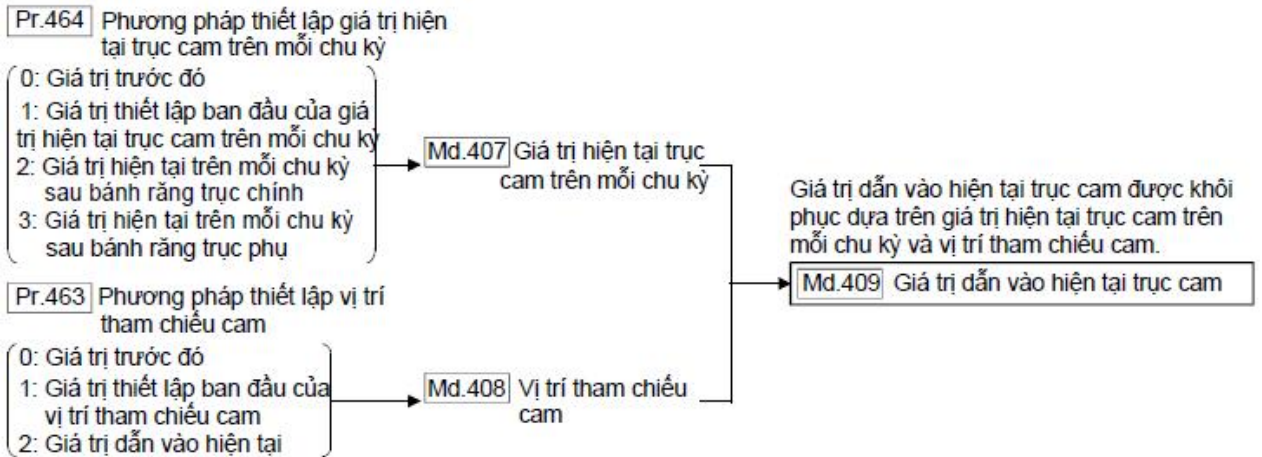 Pr.464 Phương pháp thiết lập giá trị hiện
tại trục cam trên mỗi chu kỳ
0: Giá trị trước đó
1: Giá trị thiết lập ban đầu của giá
trị hiện tại trục cam trên mỗi chu kỳ
2: Giá trị hiện tại trên mỗi chu kỳ
sau bánh răng trục chính
3: Giá trị hiện tại trên mỗi chu kỳ
sau bánh răng trục phụ
Md.407 Giá trị hiện tại trục
cam trên mỗi chu kỳ
Pr.463 Phương pháp thiết lập vị trí
tham chiếu cam
0: Giá trị trước đó
1: Giá trị thiết lập ban đầu của
vị trí tham chiếu cam
2: Giá trị dẫn vào hiện tại
Md.408 Vị trí tham chiếu
cam
Giá trị dẫn vào hiện tại trục cam được khôi
phục dựa trên giá trị hiện tại trục cam trên
mỗi chu kỳ và vị trí tham chiếu cam.
Md.409 Giá trị dẫn vào hiện tại trục cam